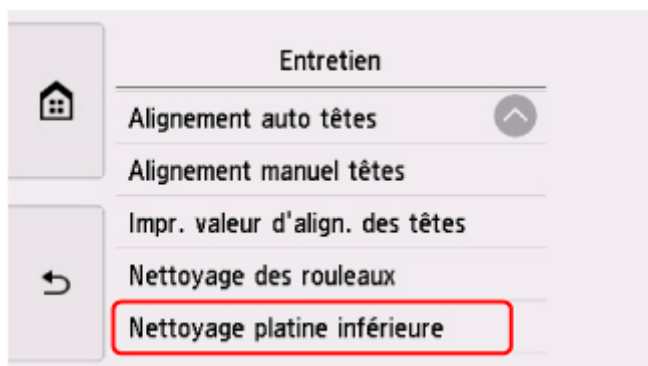 Entretien
Alignement auto têtes
Alignement manuel têtes
Impr. valeur d'align. des têtes
Nettoyage des rouleaux
Nettoyage platine inférieure